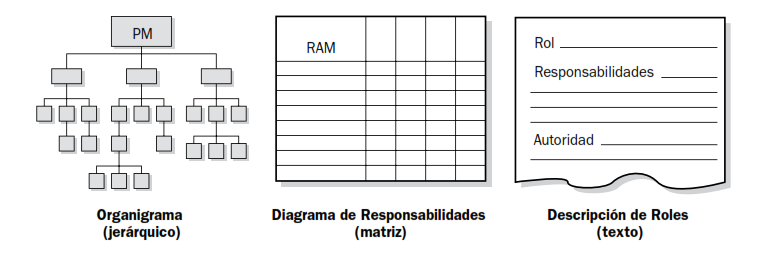 PM
RAM
Rol
Responsabilidades
Autoridad
Organigrama
(jerárquico)
Diagrama de Responsabilidades
(matriz)
Descripción de Roles
(texto)